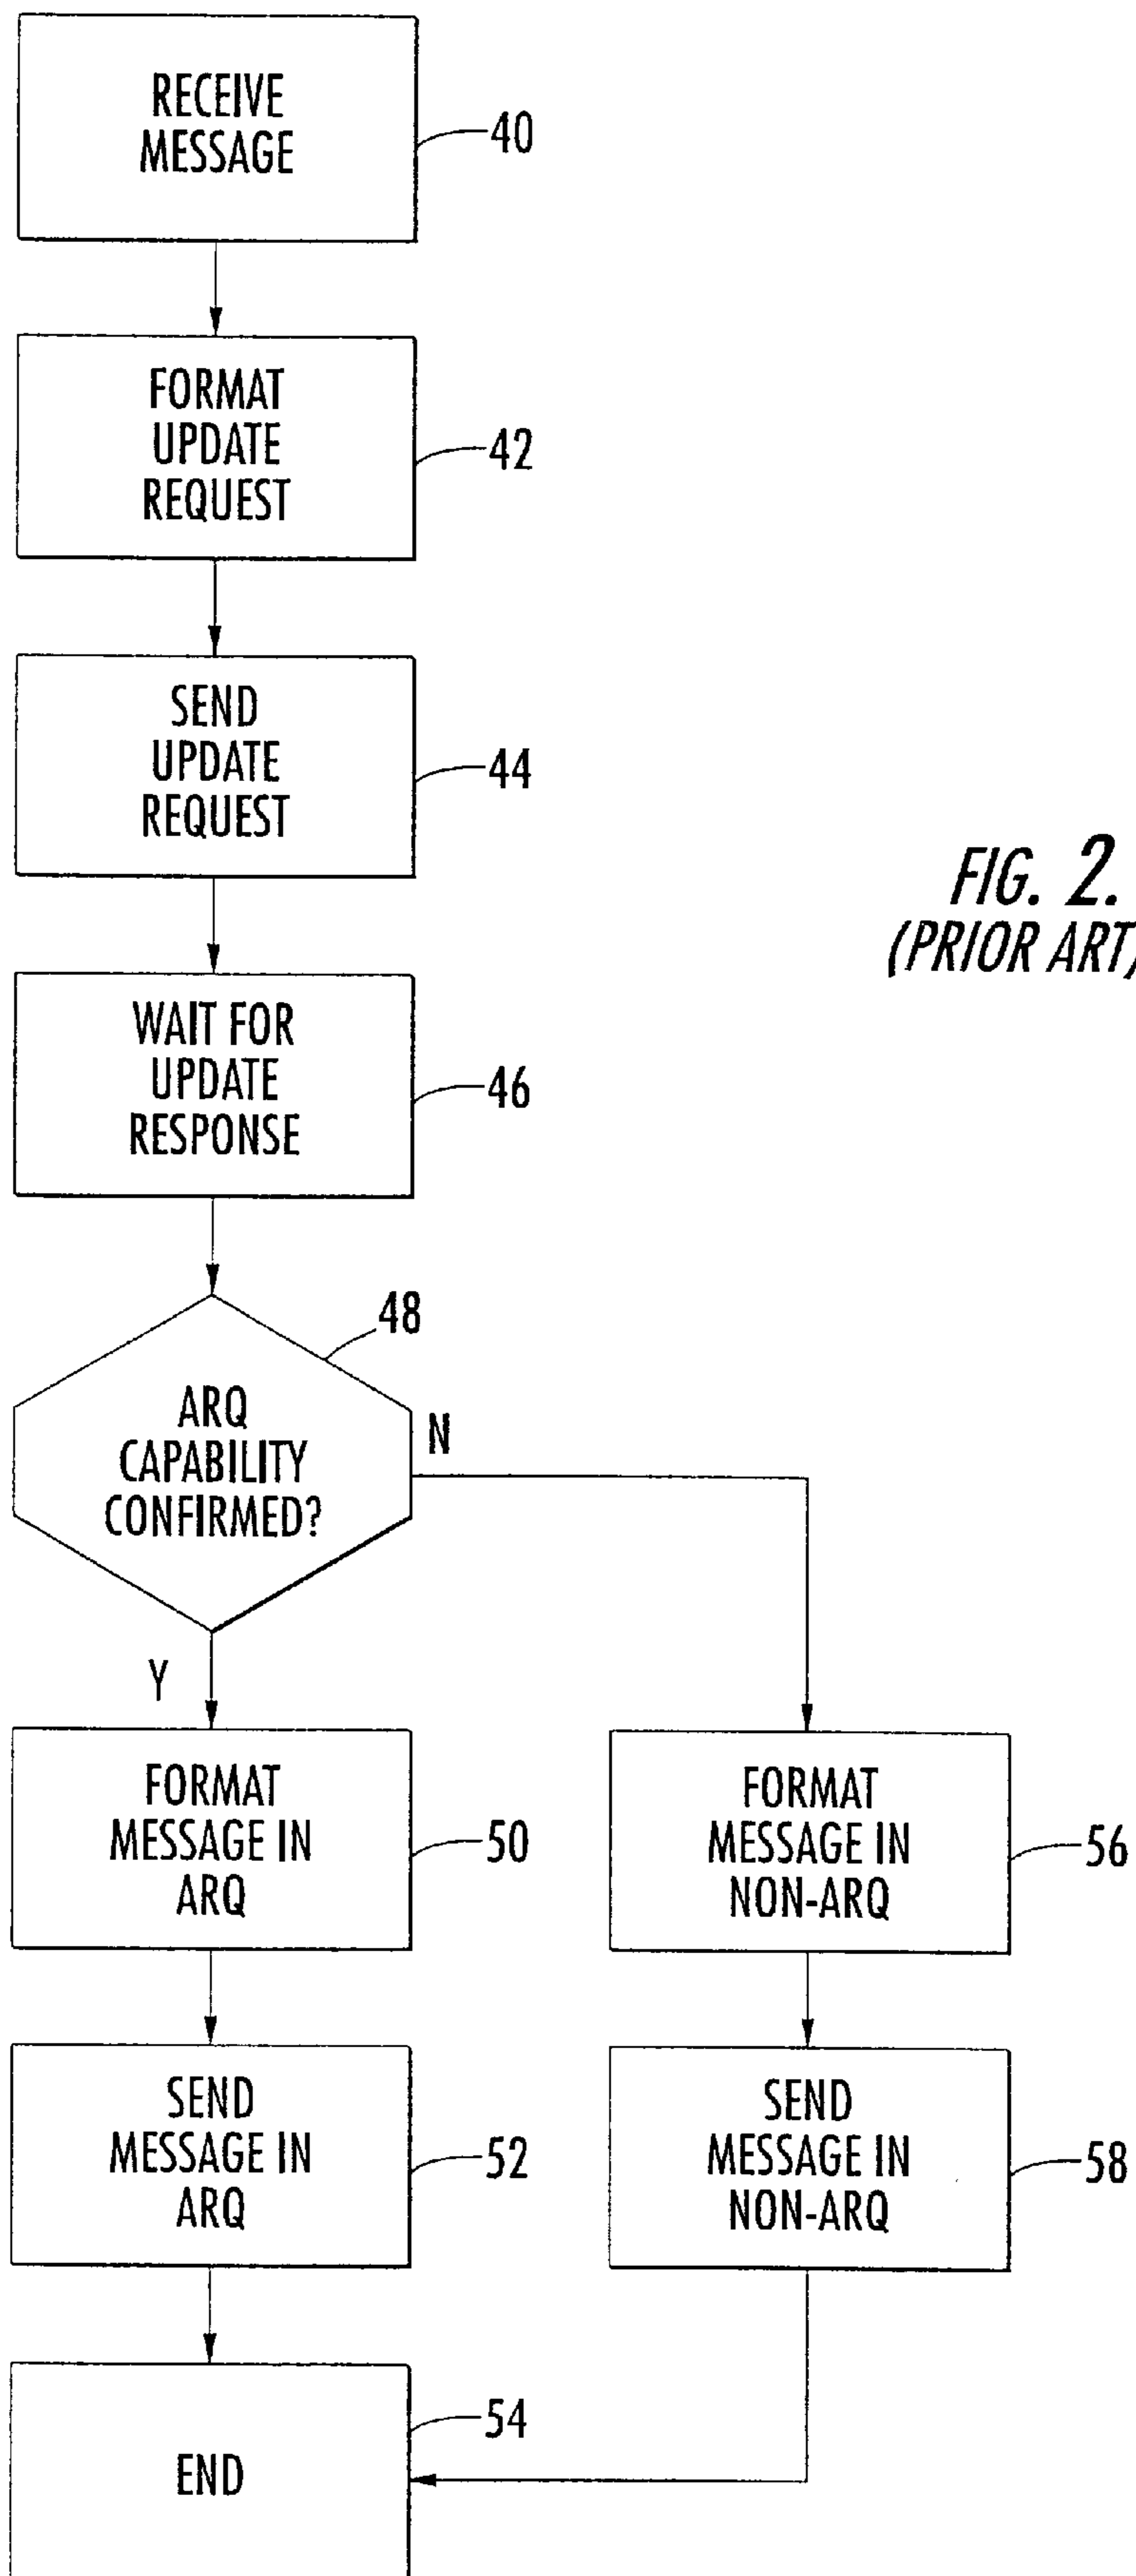 RECEIVE
MESSAGE
40
FORMAT
UPDATE
REQUEST
42
SEND
UPDATE
REQUEST
44
FIG. 2.
(PRIOR ART)
WAIT FOR
UPDATE
RESPONSE
46
48
ARQ
CAPABILITY
CONFIRMED?
N
Y
FORMAT
MESSAGE IN
ARQ
50
FORMAT
MESSAGE IN
NON-ARQ
56
SEND
MESSAGE IN
ARQ
52
SEND
MESSAGE IN
NON-ARQ
58
54
END